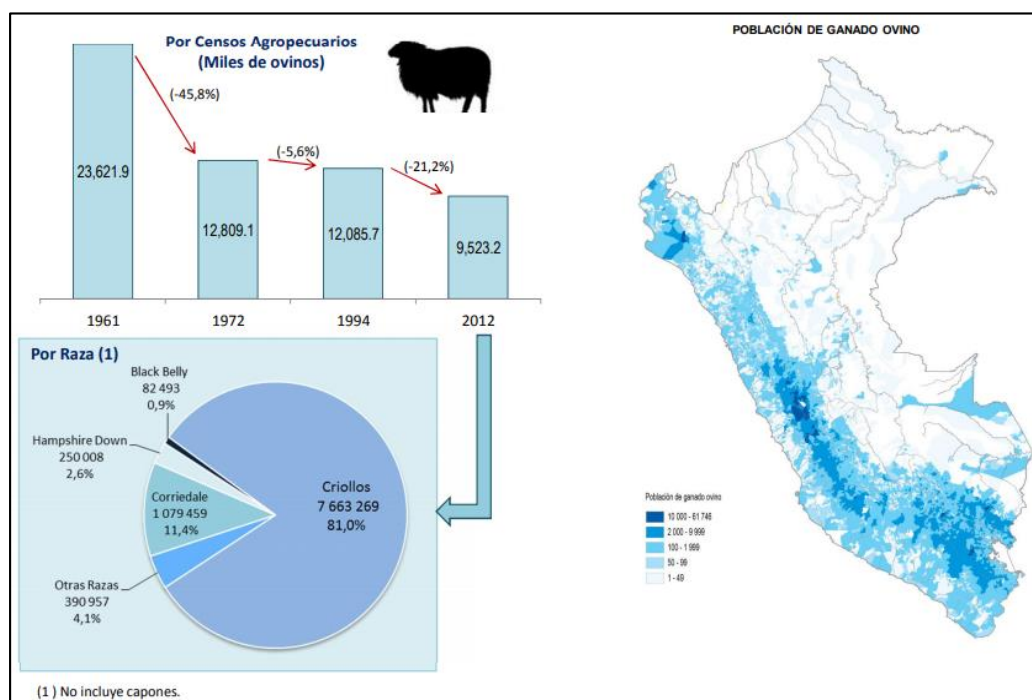 Por Censos Agropecuarios
(Miles de ovinos)
(-45,8%)
(-5,6%)
(-21,2%)
23,621.9
12,809.1
12,085.7
9,523.2
1961
1972
1994
2012
Por Raza (1)
Black Belly
82 493
0,9%
Hampshire Down
250 008
2,6%
Corriedale
1 079 459
11,4%
Otras Razas
390 957
4,1%
Criollos
7 663 269
81,0%
(1 ) No incluye capones.
POBLACIÓN DE GANADO OVINO
Población de ganado ovino
10 000 - 61 746
2 000 - 9 999
100 - 1 999
50 - 99
1 - 49